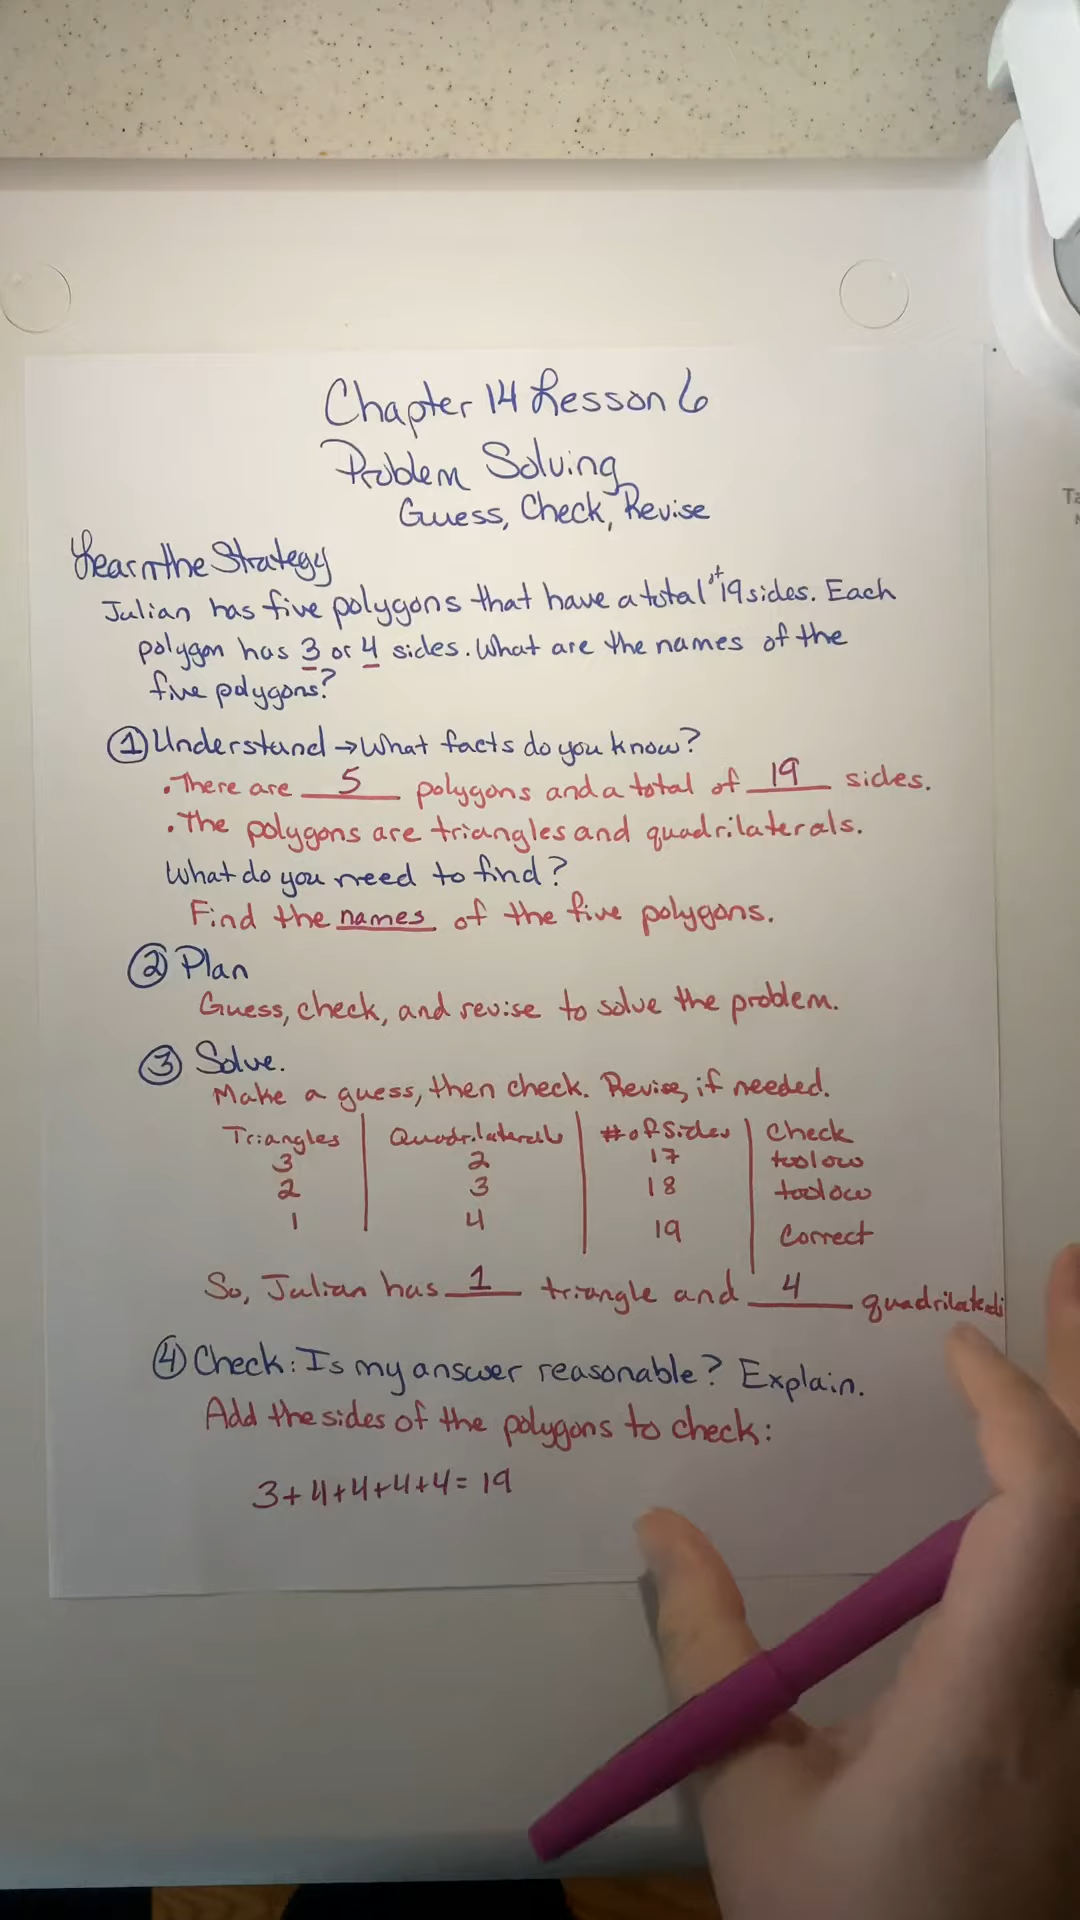 Chapter 14 Lesson 6
Problem Solving
Guess, Check, Revise
Learn the Strategy
Julian has five polygons that have a total of 19 sides. Each
polygon has 3 or 4 sides. What are the names of the
five polygons?
① Understand → What facts do you know?
• There are 5 polygons and a total of 19 sides.
• The polygons are triangles and quadrilaterals.
What do you need to find?
Find the names of the five polygons.
② Plan
Guess, check, and revise to solve the problem.
③ Solve.
Make a guess, then check. Revise, if needed.
Triangles Quadrilaterals # of Sides Check
3 2 17 too low
2 3 18 too low
1 4 19 Correct
So, Julian has 1 triangle and 4 quadrilaterals
④ Check: Is my answer reasonable? Explain.
Add the sides of the polygons to check:
3+4+4+4+4=19